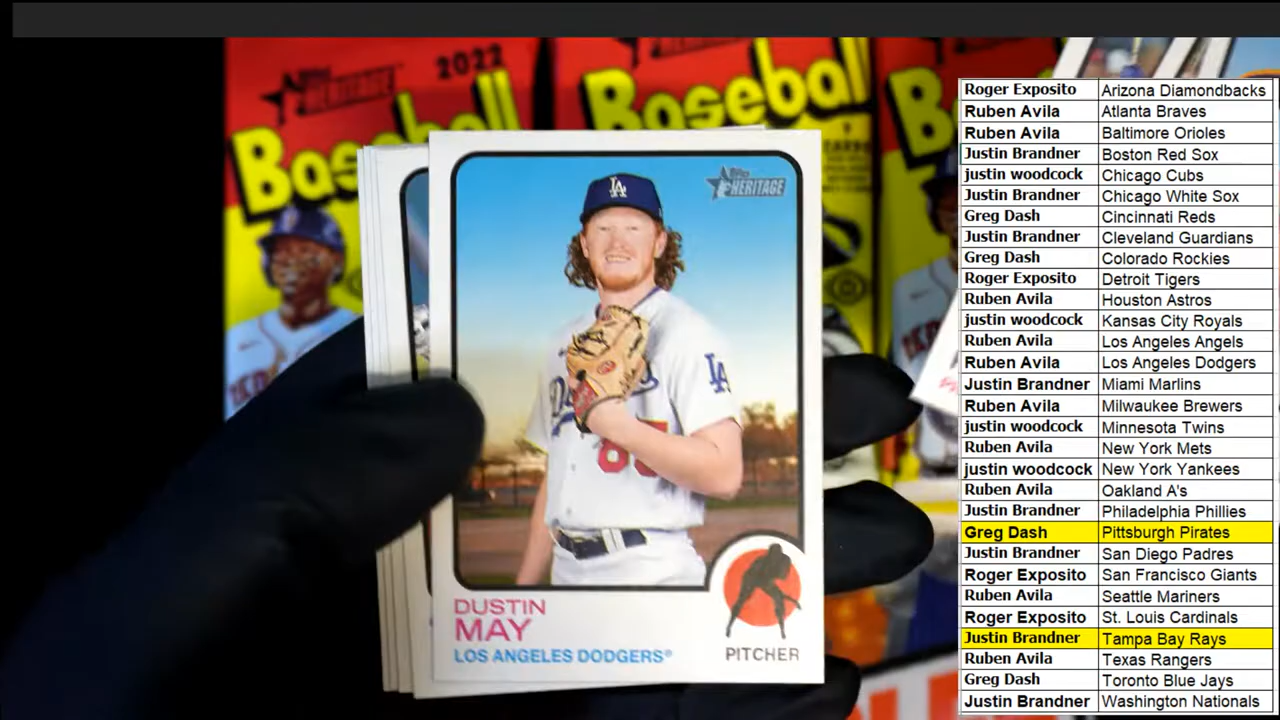 2022
Topps
HERITAGE
Baseball
Baseball
Topps
HERITAGE
LA
LA
85
DUSTIN
MAY
LOS ANGELES DODGERS®
PITCHER
Roger Exposito Arizona Diamondbacks
Ruben Avila Atlanta Braves
Ruben Avila Baltimore Orioles
Justin Brandner Boston Red Sox
justin woodcock Chicago Cubs
Justin Brandner Chicago White Sox
Greg Dash Cincinnati Reds
Justin Brandner Cleveland Guardians
Greg Dash Colorado Rockies
Roger Exposito Detroit Tigers
Ruben Avila Houston Astros
justin woodcock Kansas City Royals
Ruben Avila Los Angeles Angels
Ruben Avila Los Angeles Dodgers
Justin Brandner Miami Marlins
Ruben Avila Milwaukee Brewers
justin woodcock Minnesota Twins
Ruben Avila New York Mets
justin woodcock New York Yankees
Ruben Avila Oakland A's
Justin Brandner Philadelphia Phillies
Greg Dash Pittsburgh Pirates
Justin Brandner San Diego Padres
Roger Exposito San Francisco Giants
Ruben Avila Seattle Mariners
Roger Exposito St. Louis Cardinals
Justin Brandner Tampa Bay Rays
Ruben Avila Texas Rangers
Greg Dash Toronto Blue Jays
Justin Brandner Washington Nationals